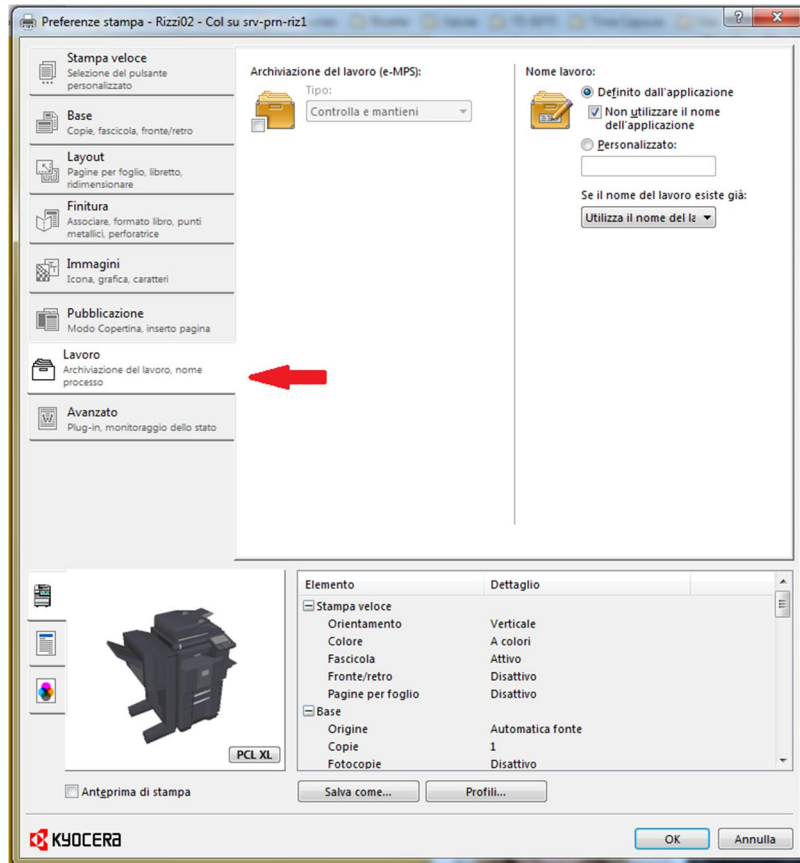 Preferenze stampa - Rizzi02 - Col su srv-prn-riz1
Stampa veloce
Selezione del pulsante
personalizzato
Base
Copie, fascicola, fronte/retro
Layout
Pagine per foglio, libretto,
ridimensionare
Finitura
Associare, formato libro, punti
metallici, perforatrice
Immagini
Icona, grafica, caratteri
Pubblicazione
Modo Copertina, inserto pagina
Lavoro
Archiviazione del lavoro, nome
processo
Avanzato
Plug-in, monitoraggio dello stato
Archiviazione del lavoro (e-MPS):
Tipo:
Controlla e mantieni
Nome lavoro:
Definito dall'applicazione
Non utilizzare il nome
dell'applicazione
Personalizzato:
Se il nome del lavoro esiste già:
Utilizza il nome del la
PCL XL
Anteprima di stampa
Elemento Dettaglio
Stampa veloce
Orientamento Verticale
Colore A colori
Fascicola Attivo
Fronte/retro Disattivo
Pagine per foglio Disattivo
Base
Origine Automatica fonte
Copie 1
Fotocopie Disattivo
Salva come... Profili...
KYOCERA
OK Annulla